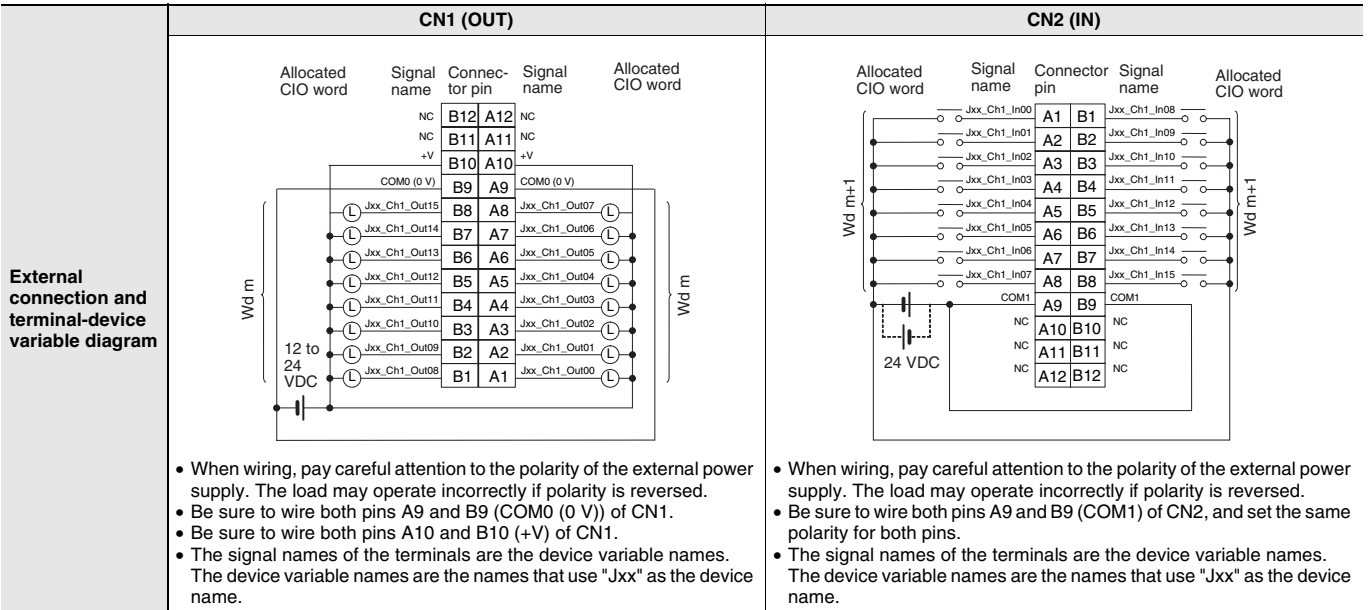 CN1 (OUT)
CN2 (IN)
External
connection and
terminal-device
variable diagram
Allocated
CIO word
Signal
name
Connec-
tor pin
Signal
name
Allocated
CIO word
NC B12 A12 NC
NC B11 A11 NC
+V B10 A10 +V
COM0 (0 V) B9 A9 COM0 (0 V)
L Jxx_Ch1_Out15 B8 A8 Jxx_Ch1_Out07 L
L Jxx_Ch1_Out14 B7 A7 Jxx_Ch1_Out06 L
L Jxx_Ch1_Out13 B6 A6 Jxx_Ch1_Out05 L
L Jxx_Ch1_Out12 B5 A5 Jxx_Ch1_Out04 L
L Jxx_Ch1_Out11 B4 A4 Jxx_Ch1_Out03 L
L Jxx_Ch1_Out10 B3 A3 Jxx_Ch1_Out02 L
L Jxx_Ch1_Out09 B2 A2 Jxx_Ch1_Out01 L
L Jxx_Ch1_Out08 B1 A1 Jxx_Ch1_Out00 L
Wd m
Wd m
12 to
24
VDC
• When wiring, pay careful attention to the polarity of the external power
supply. The load may operate incorrectly if polarity is reversed.
• Be sure to wire both pins A9 and B9 (COM0 (0 V)) of CN1.
• Be sure to wire both pins A10 and B10 (+V) of CN1.
• The signal names of the terminals are the device variable names.
The device variable names are the names that use "Jxx" as the device
name.
Allocated
CIO word
Signal
name
Connector
pin
Signal
name
Allocated
CIO word
Jxx_Ch1_In00 A1 B1 Jxx_Ch1_In08
Jxx_Ch1_In01 A2 B2 Jxx_Ch1_In09
Jxx_Ch1_In02 A3 B3 Jxx_Ch1_In10
Jxx_Ch1_In03 A4 B4 Jxx_Ch1_In11
Jxx_Ch1_In04 A5 B5 Jxx_Ch1_In12
Jxx_Ch1_In05 A6 B6 Jxx_Ch1_In13
Jxx_Ch1_In06 A7 B7 Jxx_Ch1_In14
Jxx_Ch1_In07 A8 B8 Jxx_Ch1_In15
COM1 A9 B9 COM1
NC A10 B10 NC
NC A11 B11 NC
NC A12 B12 NC
Wd m+1
Wd m+1
24 VDC
• When wiring, pay careful attention to the polarity of the external power
supply. The load may operate incorrectly if polarity is reversed.
• Be sure to wire both pins A9 and B9 (COM1) of CN2, and set the same
polarity for both pins.
• The signal names of the terminals are the device variable names.
The device variable names are the names that use "Jxx" as the device
name.